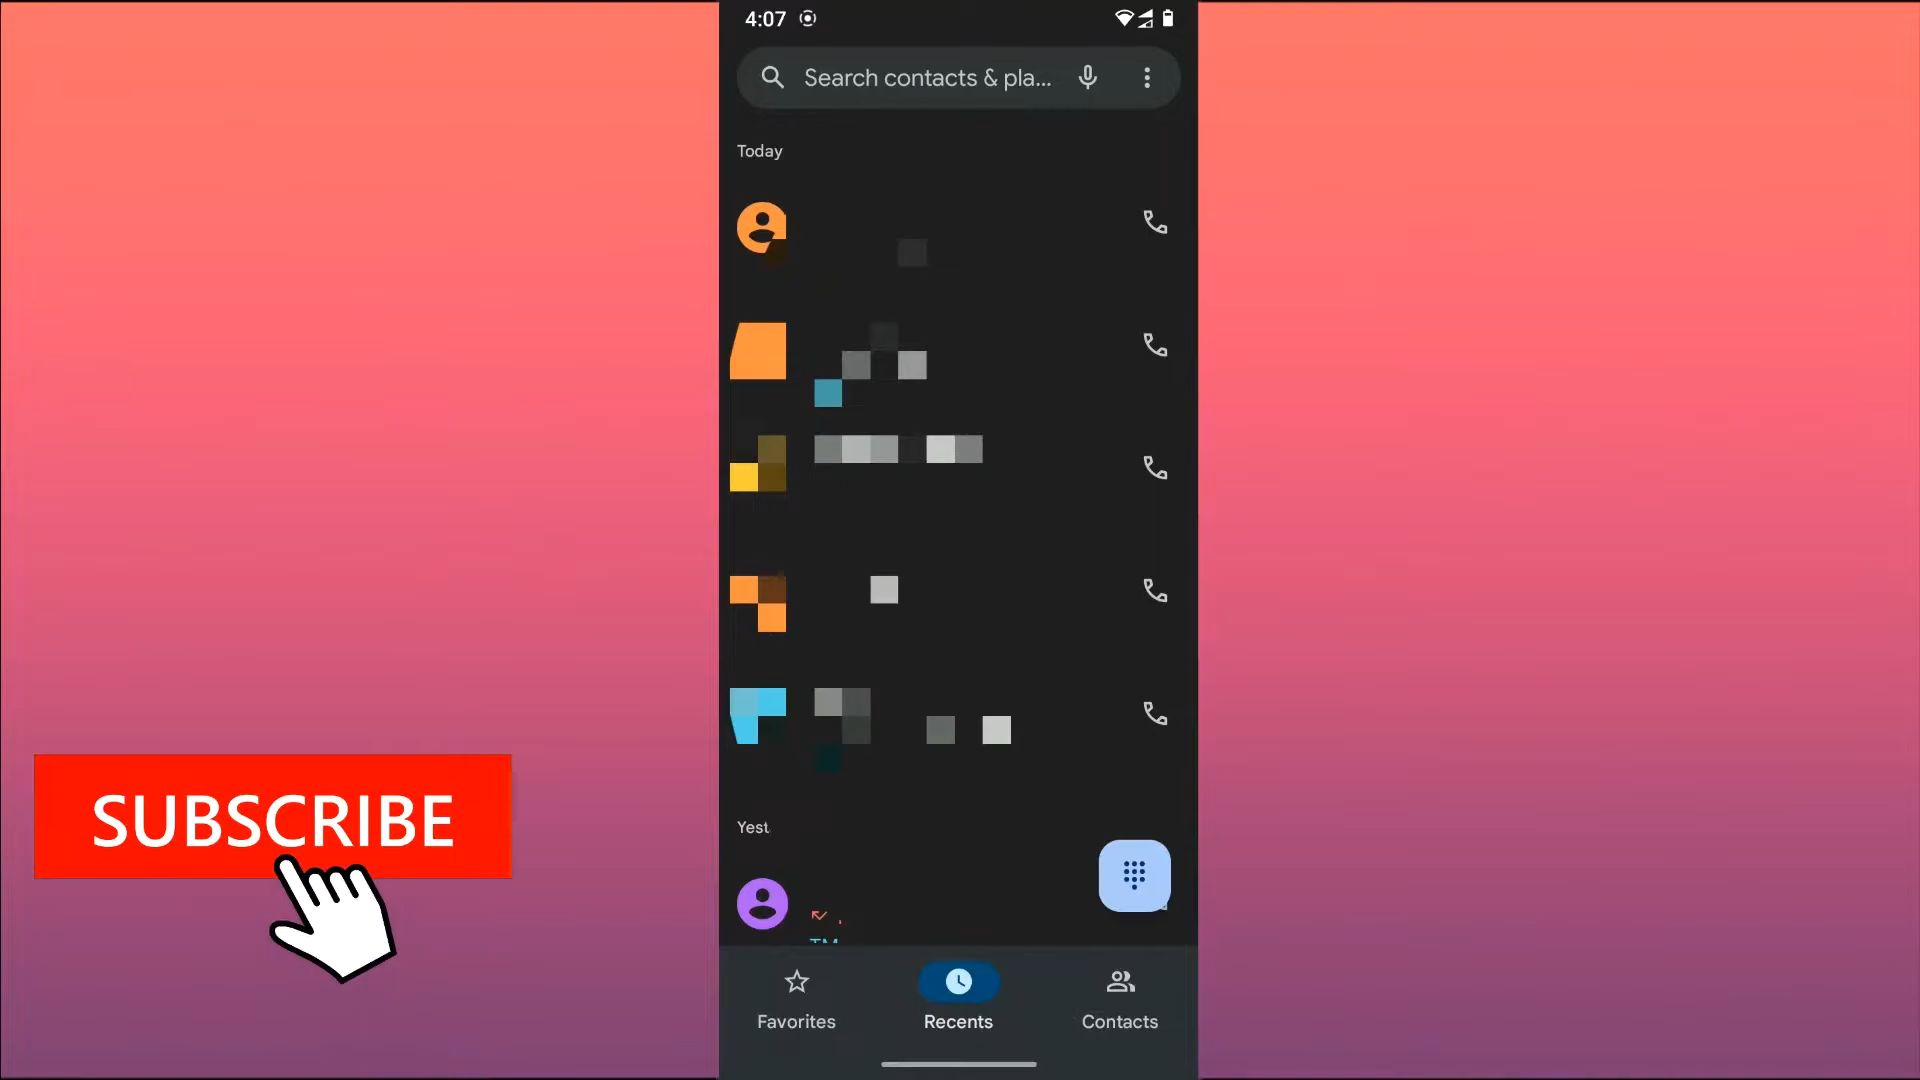 4:07
Search contacts & pla...
Today
SUBSCRIBE
Yest
Favorites
Recents
Contacts